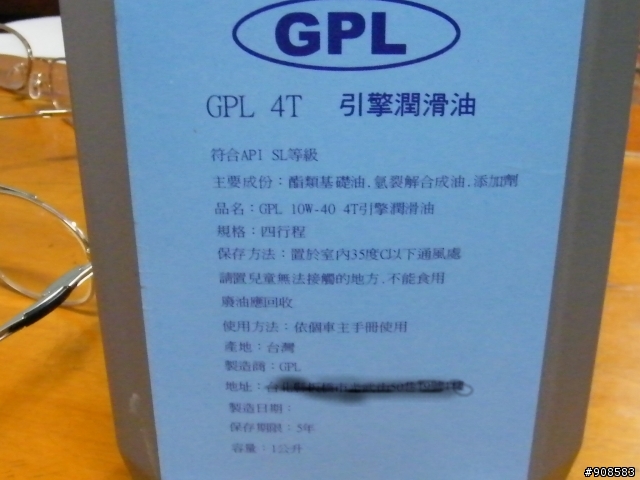 GPL
GPL 4T 引擎潤滑油
符合API SL等級
主要成份：酯類基礎油.氫裂解合成油.添加劑
品名：GPL 10W-40 4T引擎潤滑油
規格：四行程
保存方法：置於室內35度C以下通風處
請置兒童無法接觸的地方.不能食用
廢油應回收
使用方法：依個車主手冊使用
產地：台灣
製造商：GPL
地址：
製造日期：
保存期限：5年
容量：1公升
#908583